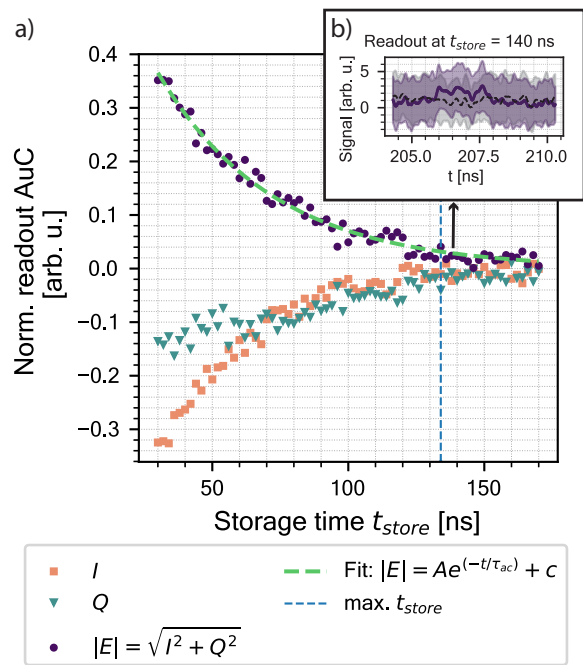 a)
b)
Readout at t_store = 140 ns
Signal [arb. u.]
5
0
205.0
207.5
210.0
t [ns]
Norm. readout AuC
[arb. u.]
0.4
0.3
0.2
0.1
0.0
−0.1
−0.2
−0.3
50
100
150
Storage time t_store [ns]
I
Q
|E| = √(I² + Q²)
Fit: |E| = Ae^(−t/τ_ac) + c
max. t_store